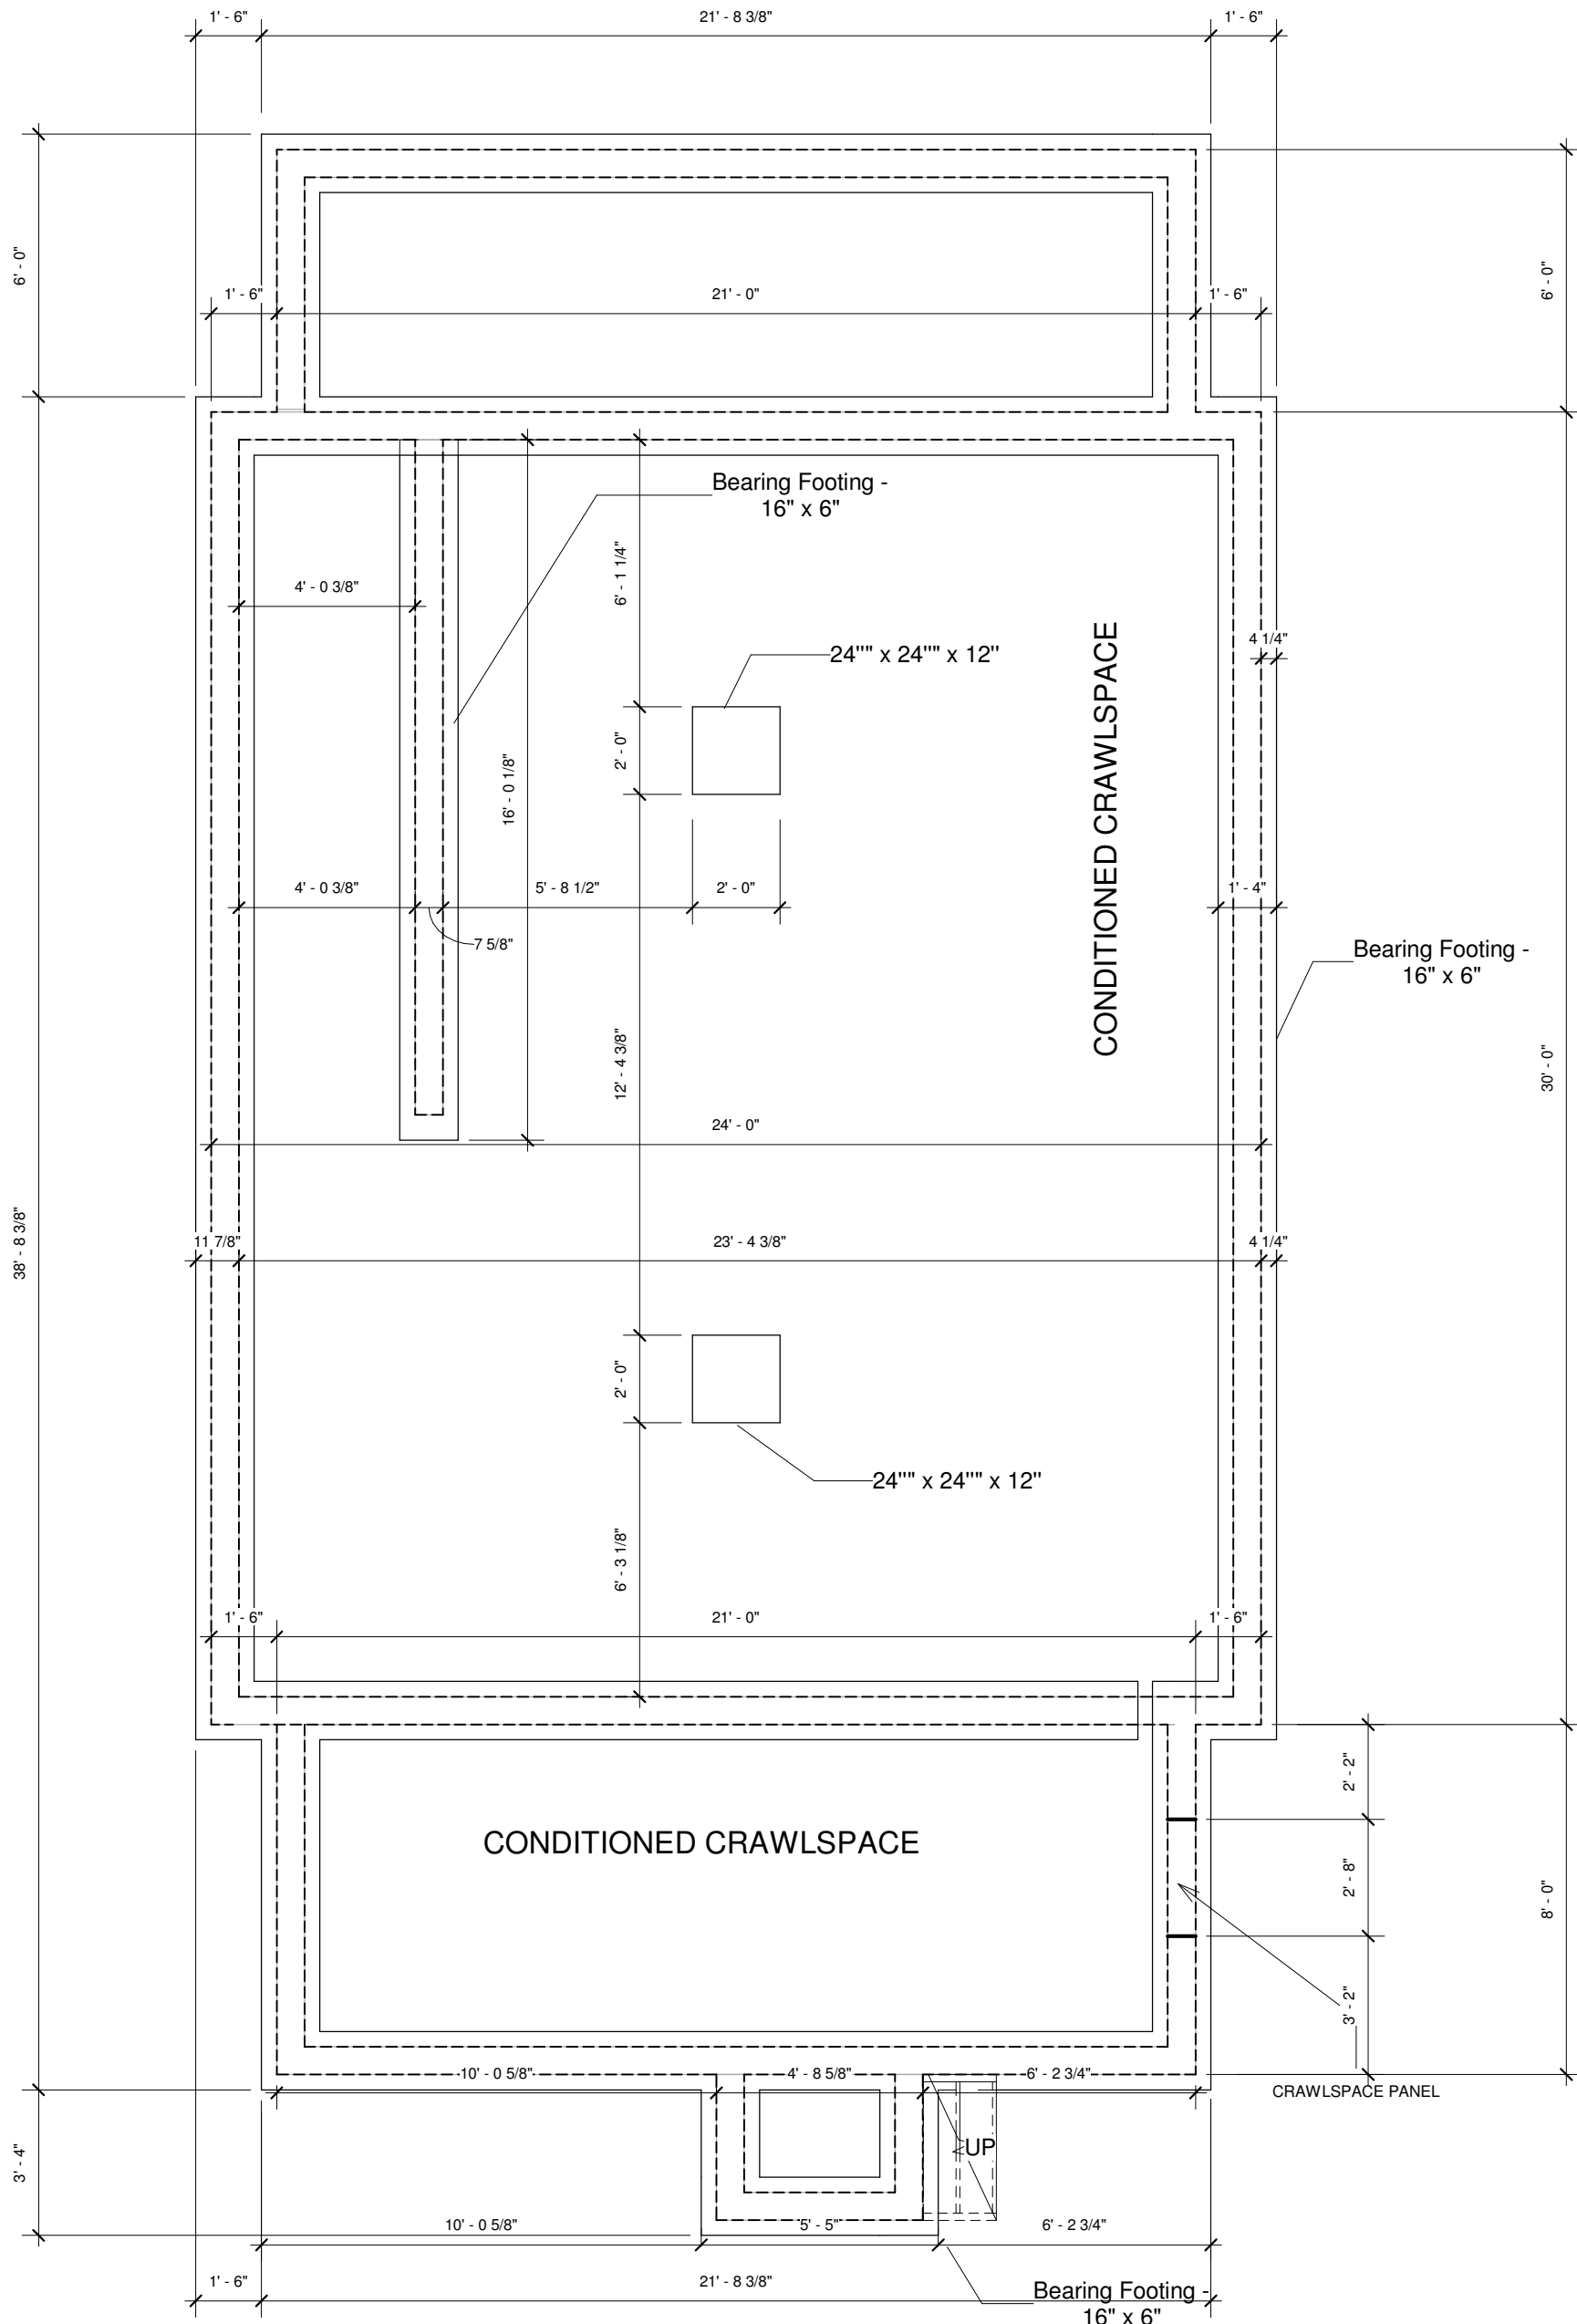 1' - 6"
21' - 8 3/8"
1' - 6"
6' - 0"
6' - 0"
1' - 6"
21' - 0"
1' - 6"
Bearing Footing -
16" x 6"
6' - 1 1/4"
4' - 0 3/8"
CONDITIONED CRAWLSPACE
4 1/4"
24"" x 24"" x 12"
2' - 0"
16' - 0 1/8"
4' - 0 3/8"
5' - 8 1/2"
2' - 0"
1' - 4"
7 5/8"
Bearing Footing -
16" x 6"
30' - 0"
12' - 4 3/8"
24' - 0"
38' - 8 3/8"
11 7/8"
23' - 4 3/8"
4 1/4"
2' - 0"
24"" x 24"" x 12"
6' - 3 1/8"
1' - 6"
21' - 0"
1' - 6"
2' - 2"
CONDITIONED CRAWLSPACE
2' - 8"
8' - 0"
3' - 2"
10' - 0 5/8"
4' - 8 5/8"
6' - 2 3/4"
CRAWLSPACE PANEL
UP
3' - 4"
10' - 0 5/8"
5' - 5"
6' - 2 3/4"
1' - 6"
21' - 8 3/8"
Bearing Footing -
16" x 6"